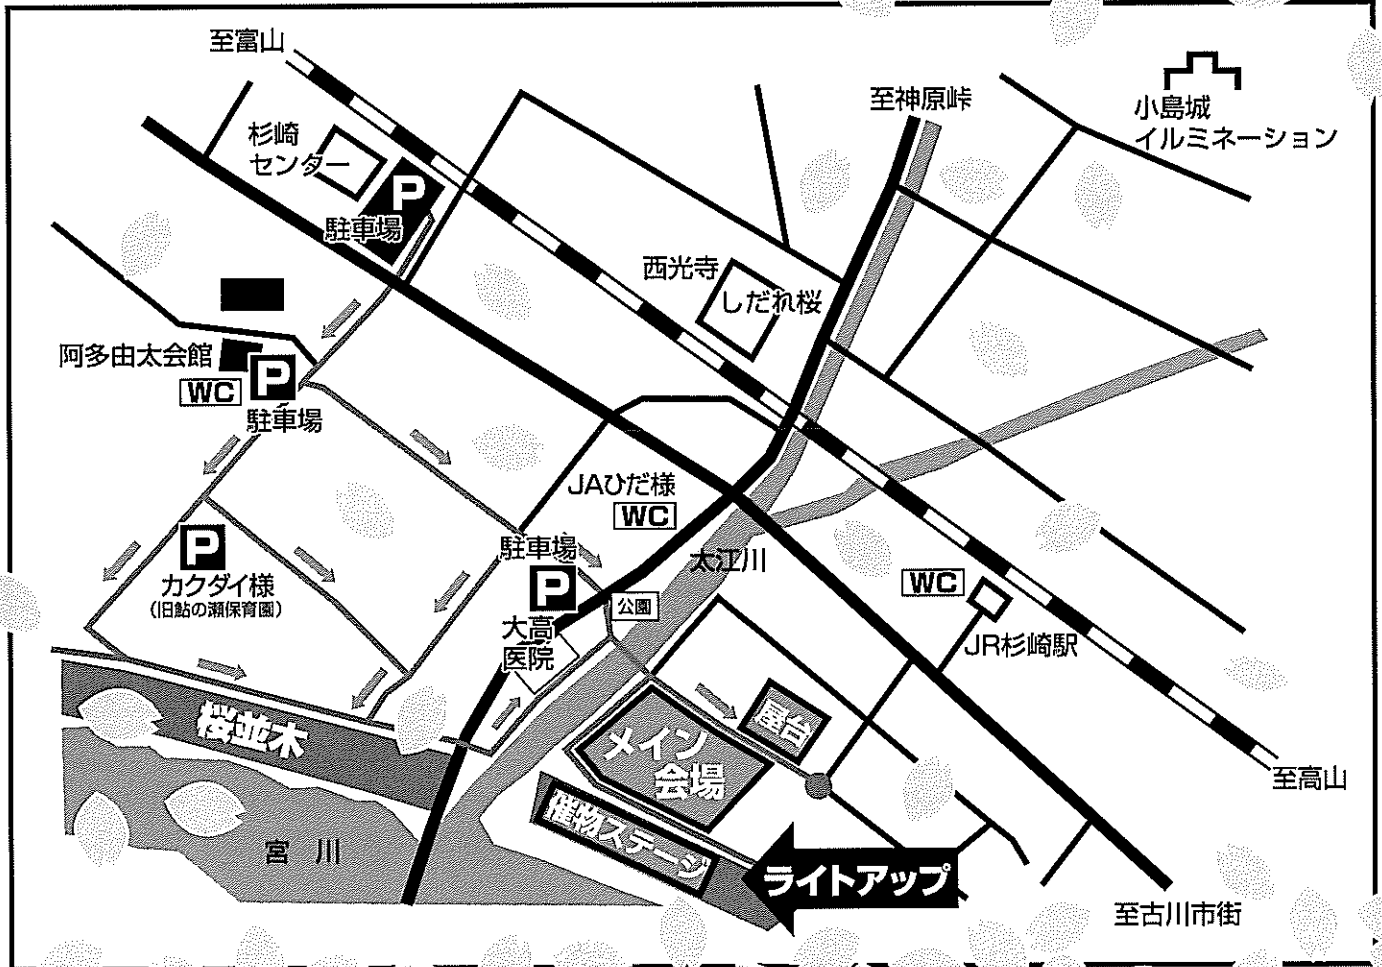 至富山
至神原峠
小島城
イルミネーション
杉崎
センター
P
駐車場
西光寺
しだれ桜
阿多由太会館
WC
P
駐車場
JAひだ様
WC
P
カクダイ様
(旧鮎の瀬保育園)
駐車場
P
太江川
公園
WC
JR杉崎駅
大高
医院
桜並木
屋台
メイン
会場
催物ステージ
宮川
ライトアップ
至高山
至古川市街